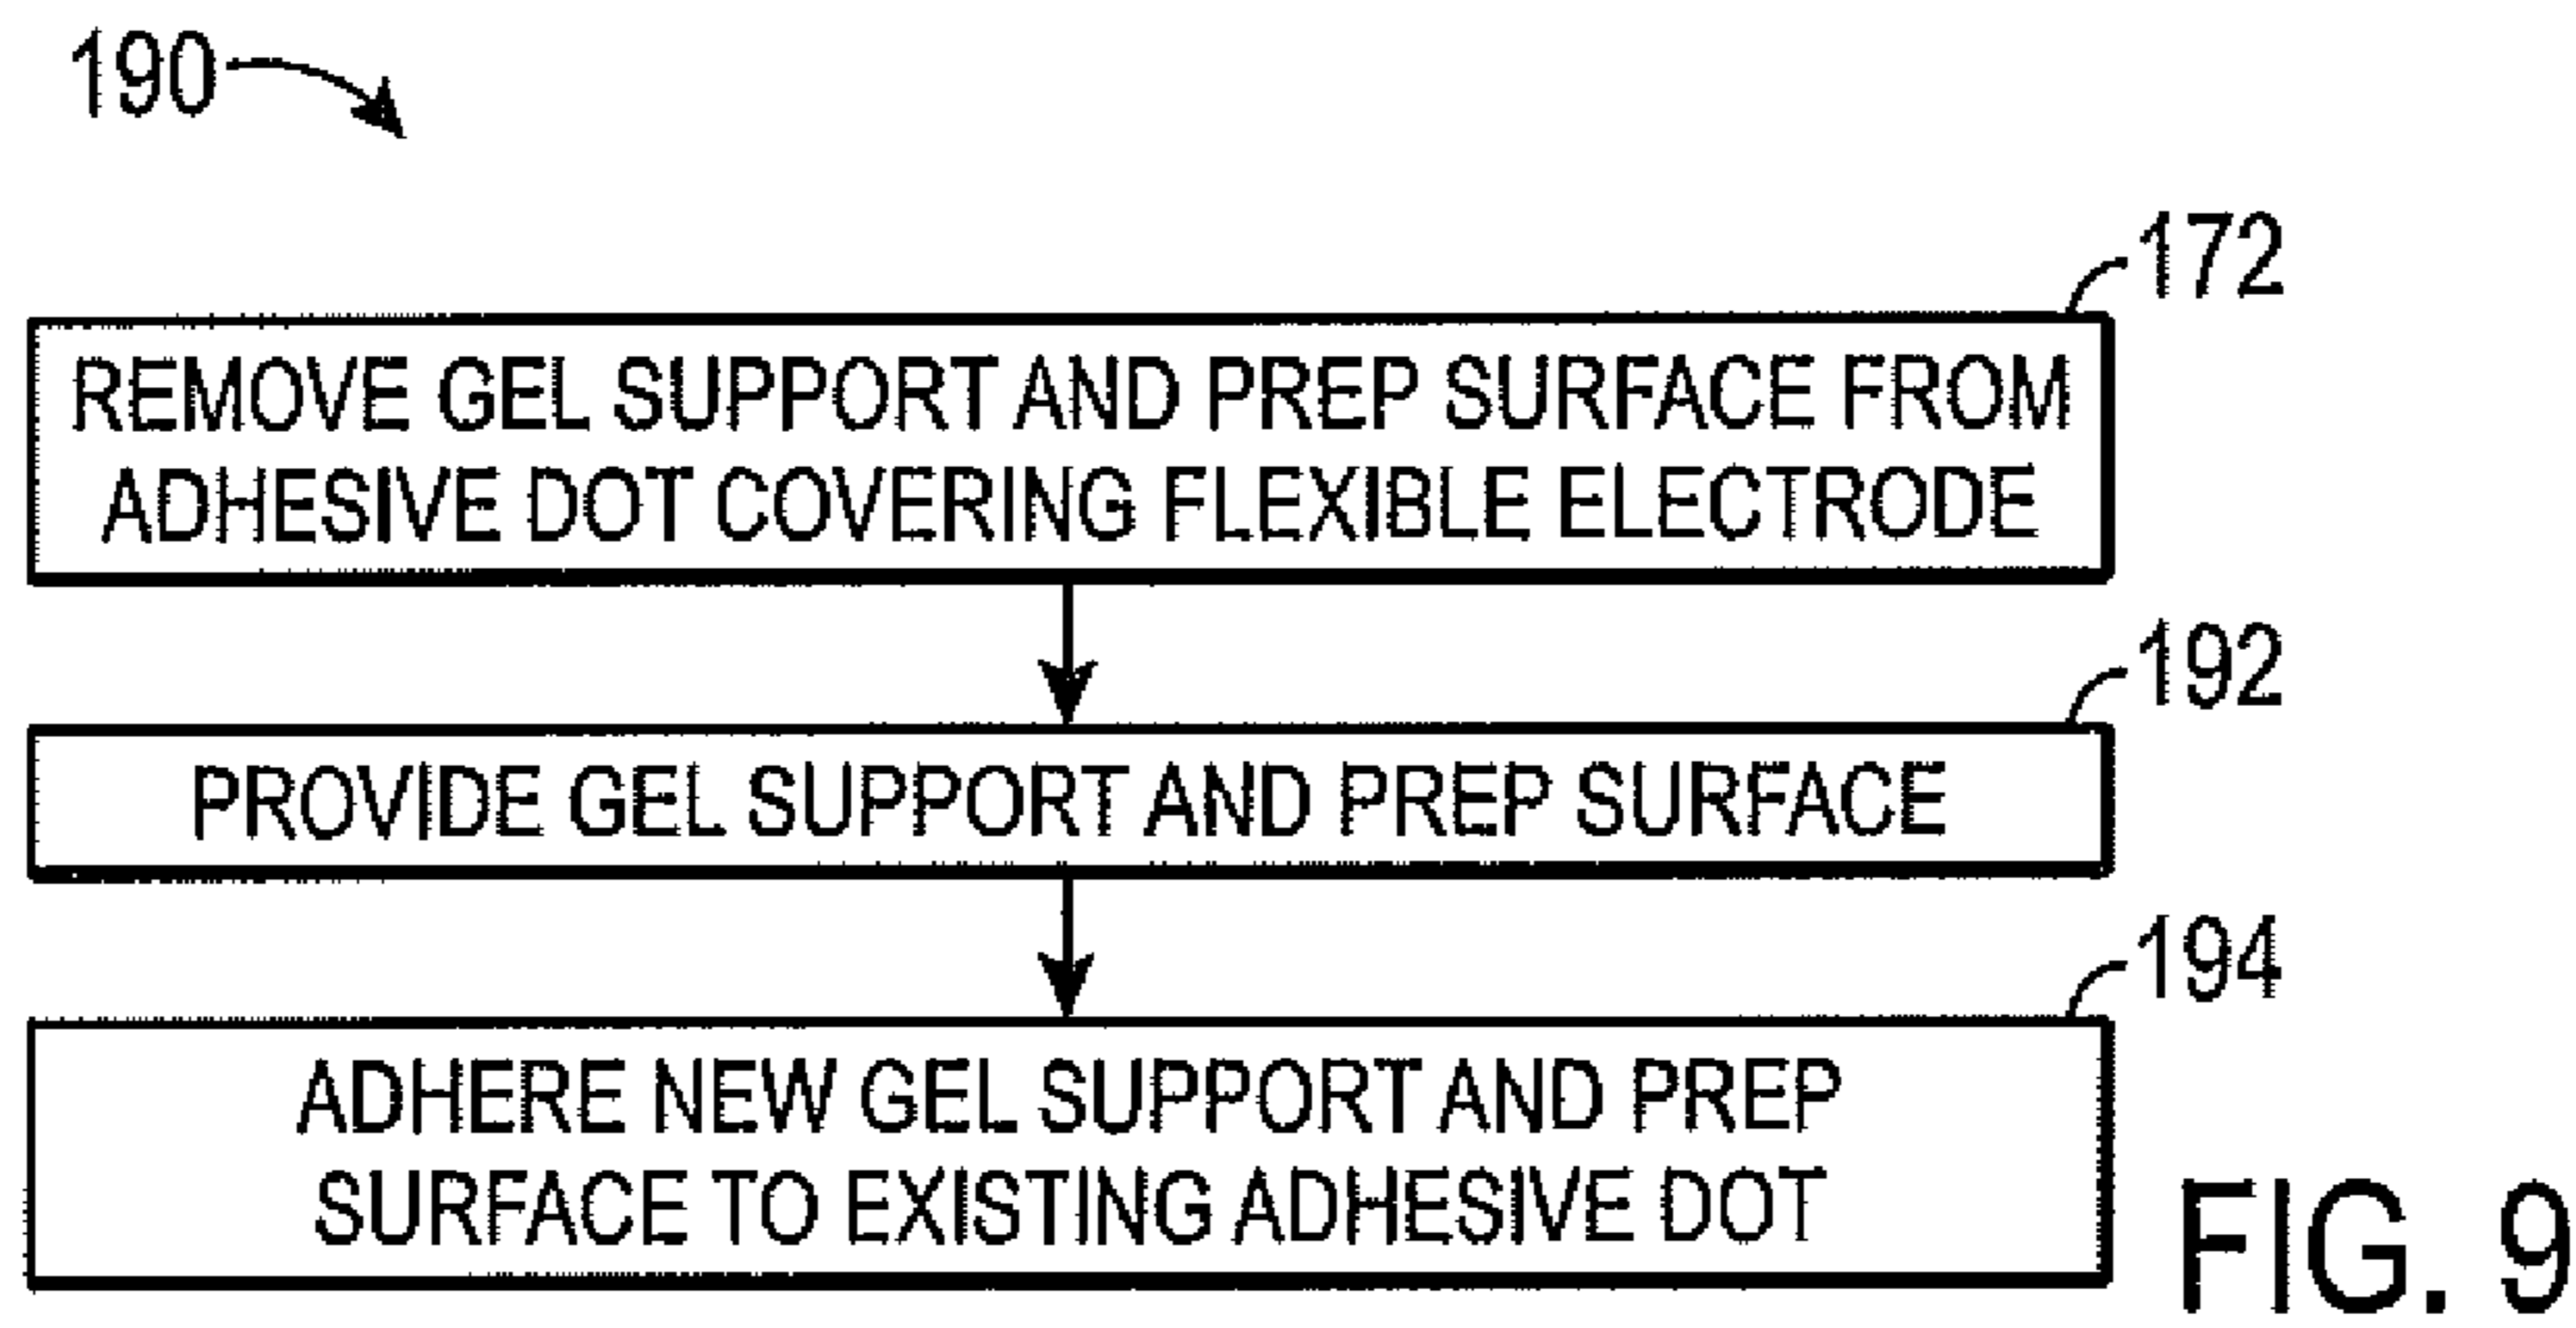 190
172
REMOVE GEL SUPPORT AND PREP SURFACE FROM
ADHESIVE DOT COVERING FLEXIBLE ELECTRODE
192
PROVIDE GEL SUPPORT AND PREP SURFACE
194
ADHERE NEW GEL SUPPORT AND PREP
SURFACE TO EXISTING ADHESIVE DOT
FIG. 9